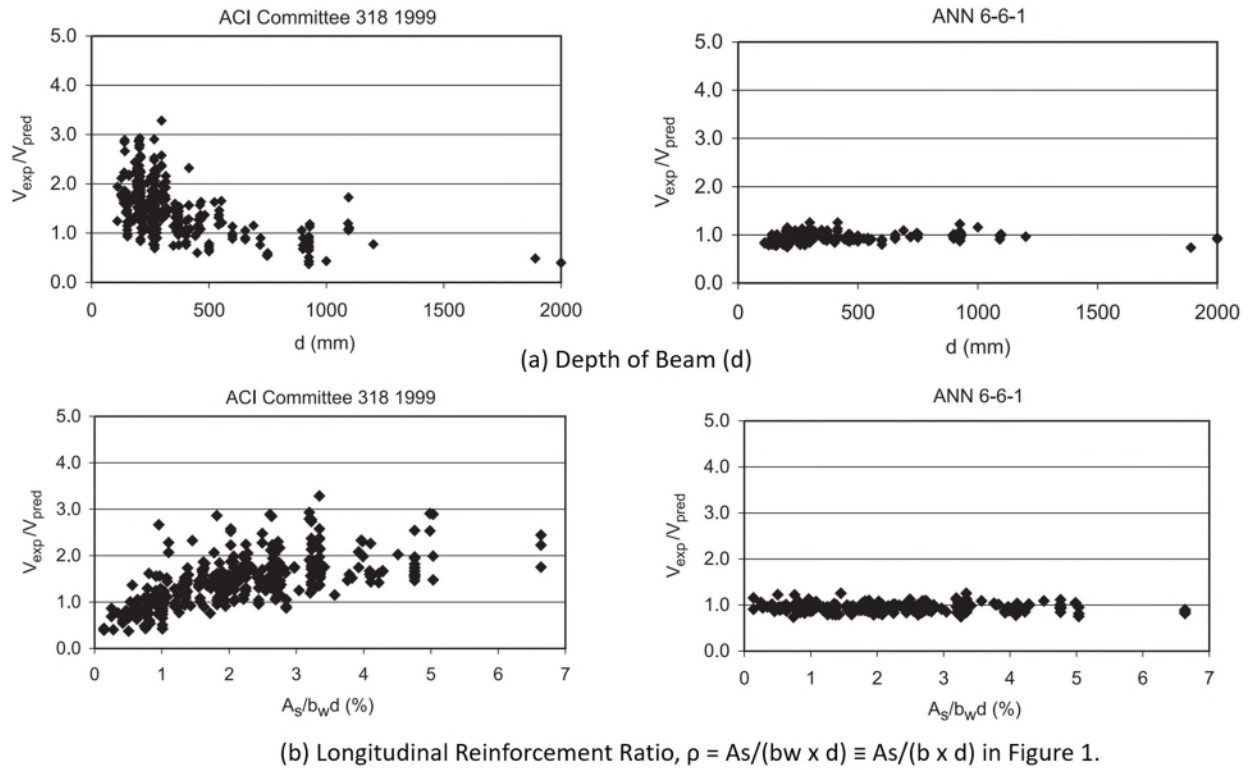 ACI Committee 318 1999
5.0
4.0
3.0
2.0
1.0
0.0
Vexp/Vpred
0 500 1000 1500 2000
d (mm)
ANN 6-6-1
5.0
4.0
3.0
2.0
1.0
0.0
Vexp/Vpred
0 500 1000 1500 2000
d (mm)
(a) Depth of Beam (d)
ACI Committee 318 1999
5.0
4.0
3.0
2.0
1.0
0.0
Vexp/Vpred
0 1 2 3 4 5 6 7
As/bwd (%)
ANN 6-6-1
5.0
4.0
3.0
2.0
1.0
0.0
Vexp/Vpred
0 1 2 3 4 5 6 7
As/bwd (%)
(b) Longitudinal Reinforcement Ratio, ρ = As/(bw x d) ≡ As/(b x d) in Figure 1.